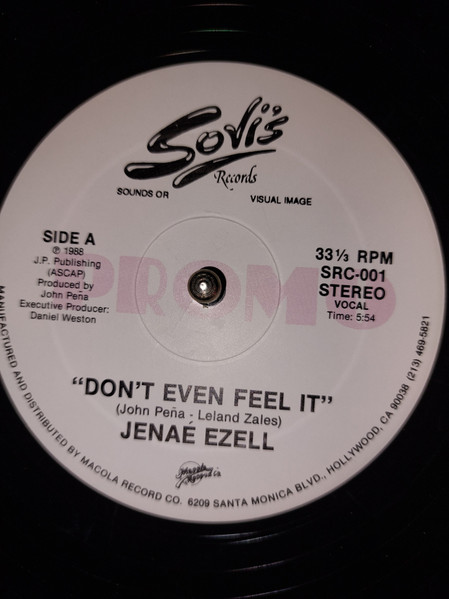 Sovi's
Records
SOUNDS OR VISUAL IMAGE
SIDE A
℗ 1988
J.P. Publishing
(ASCAP)
Produced by
John Peña
Executive Producer:
Daniel Weston
33 1/3 RPM
SRC-001
STEREO
VOCAL
Time: 5:54
PROMO
"DON'T EVEN FEEL IT"
(John Peña - Leland Zales)
JENAÉ EZELL
MANUFACTURED AND DISTRIBUTED BY MACOLA RECORD CO. 6209 SANTA MONICA BLVD., HOLLYWOOD, CA 90038 (213) 469-5821